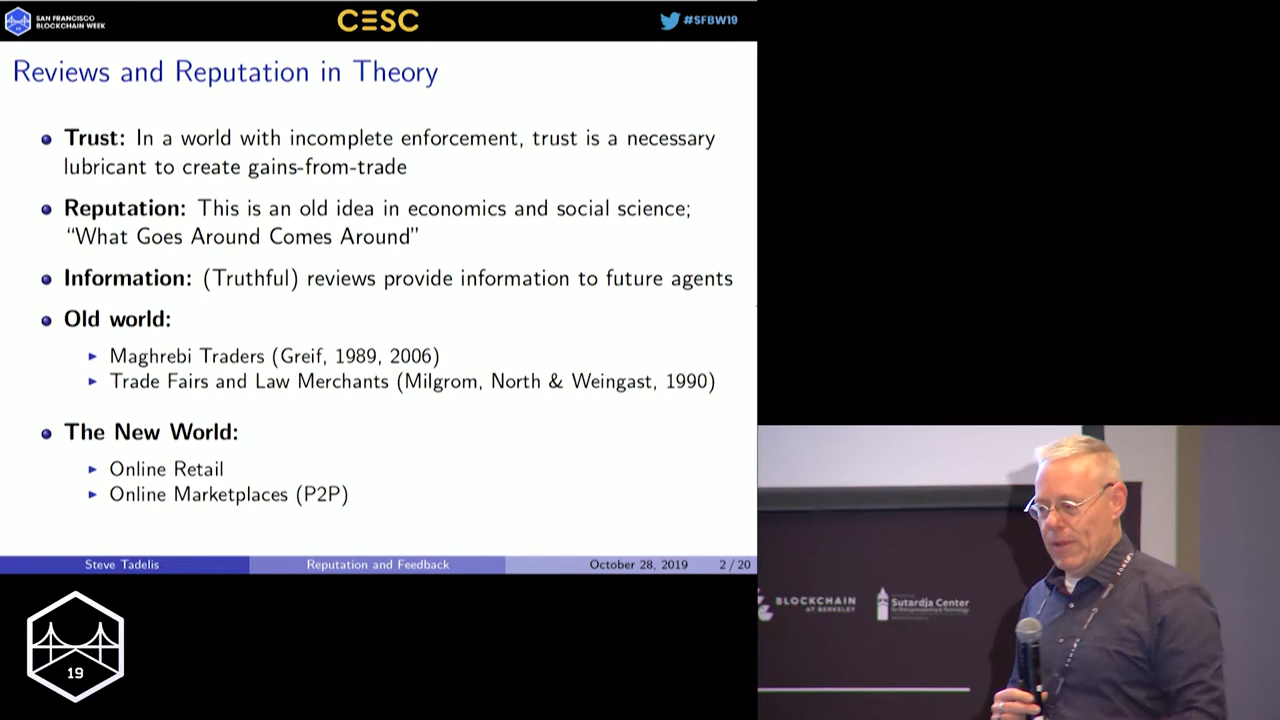 SAN FRANCISCO
BLOCKCHAIN WEEK
CESC
#SFBW19
Reviews and Reputation in Theory
Trust: In a world with incomplete enforcement, trust is a necessary
lubricant to create gains-from-trade
Reputation: This is an old idea in economics and social science;
“What Goes Around Comes Around”
Information: (Truthful) reviews provide information to future agents
Old world:
Maghrebi Traders (Greif, 1989, 2006)
Trade Fairs and Law Merchants (Milgrom, North & Weingast, 1990)
The New World:
Online Retail
Online Marketplaces (P2P)
Steve Tadelis
Reputation and Feedback
October 28, 2019
2 / 20
BLOCKCHAIN
AT BERKELEY
Sutardja Center
19